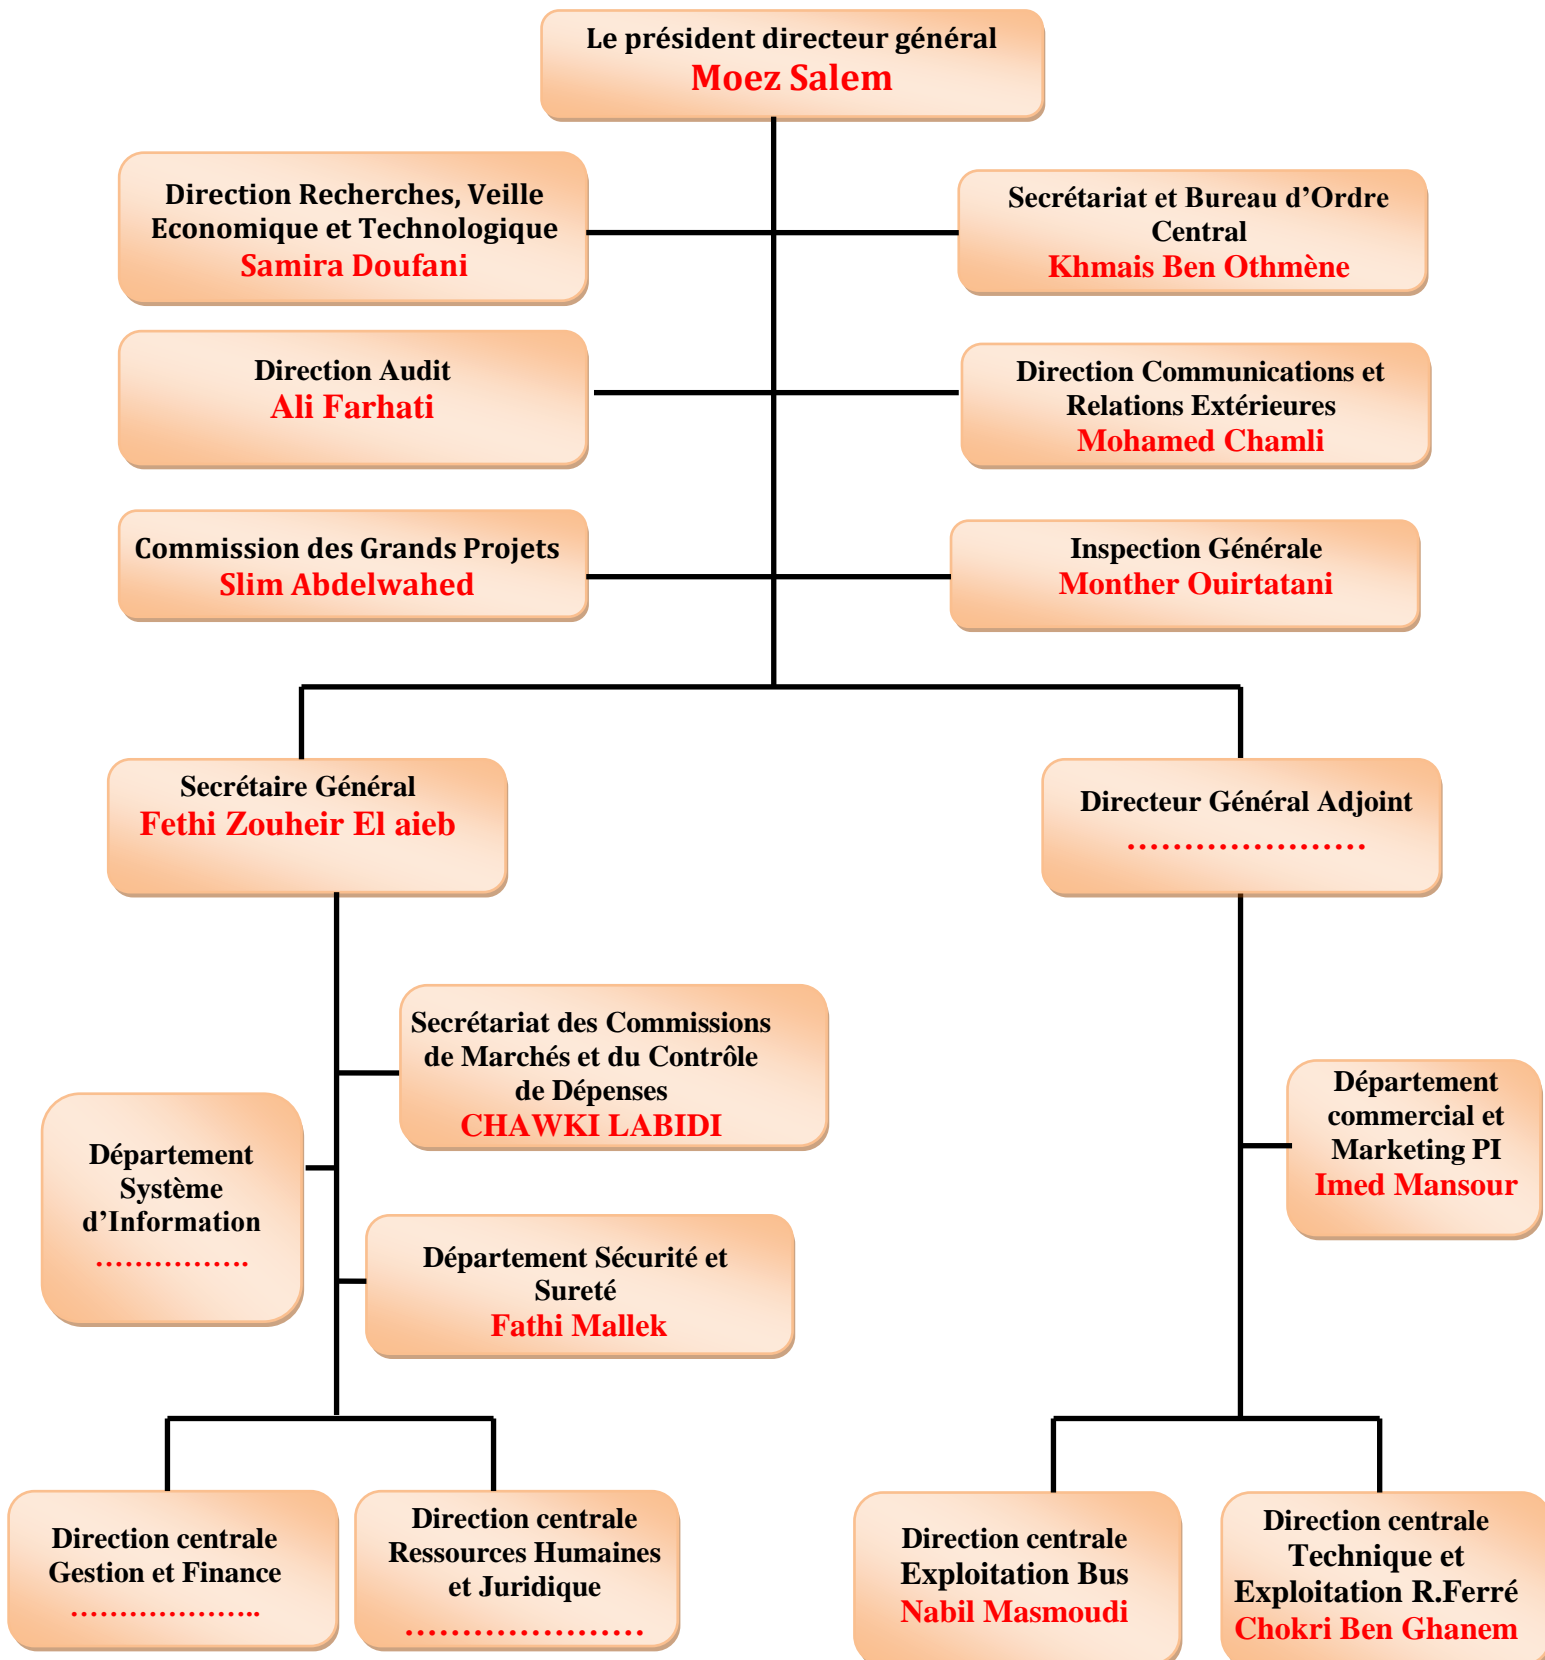 Le président directeur général
Moez Salem
Direction Recherches, Veille
Economique et Technologique
Samira Doufani
Secrétariat et Bureau d’Ordre
Central
Khmais Ben Othmène
Direction Audit
Ali Farhati
Direction Communications et
Relations Extérieures
Mohamed Chamli
Commission des Grands Projets
Slim Abdelwahed
Inspection Générale
Monther Ouirtatani
Secrétaire Général
Fethi Zouheir El aieb
Directeur Général Adjoint
…………………
Secrétariat des Commissions
de Marchés et du Contrôle
de Dépenses
CHAWKI LABIDI
Département
Système
d’Information
…………….
Département Sécurité et
Sureté
Fathi Mallek
Département
commercial et
Marketing PI
Imed Mansour
Direction centrale
Gestion et Finance
………………..
Direction centrale
Ressources Humaines
et Juridique
…………………
Direction centrale
Exploitation Bus
Nabil Masmoudi
Direction centrale
Technique et
Exploitation R.Ferré
Chokri Ben Ghanem